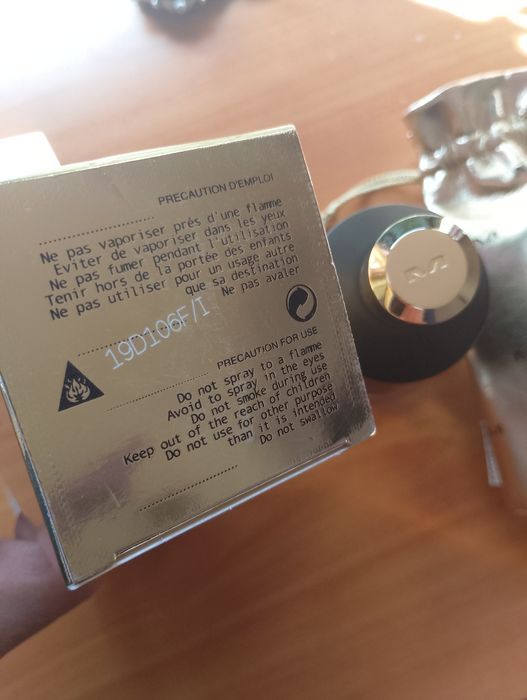 PRECAUTION D'EMPLOI
Ne pas vaporiser près d'une flamme
Eviter de vaporiser dans les yeux
Ne pas fumer pendant l'utilisation
Tenir hors de la portée des enfants
Ne pas utiliser pour un usage autre
que sa destination
Ne pas avaler
19D106F/I
PRECAUTION FOR USE
Do not spray to a flamme
Avoid to spray in the eyes
Do not smoke during use
Keep out of the reach of children
Do not use for other purpose
than it is intended
Do not swallow
M